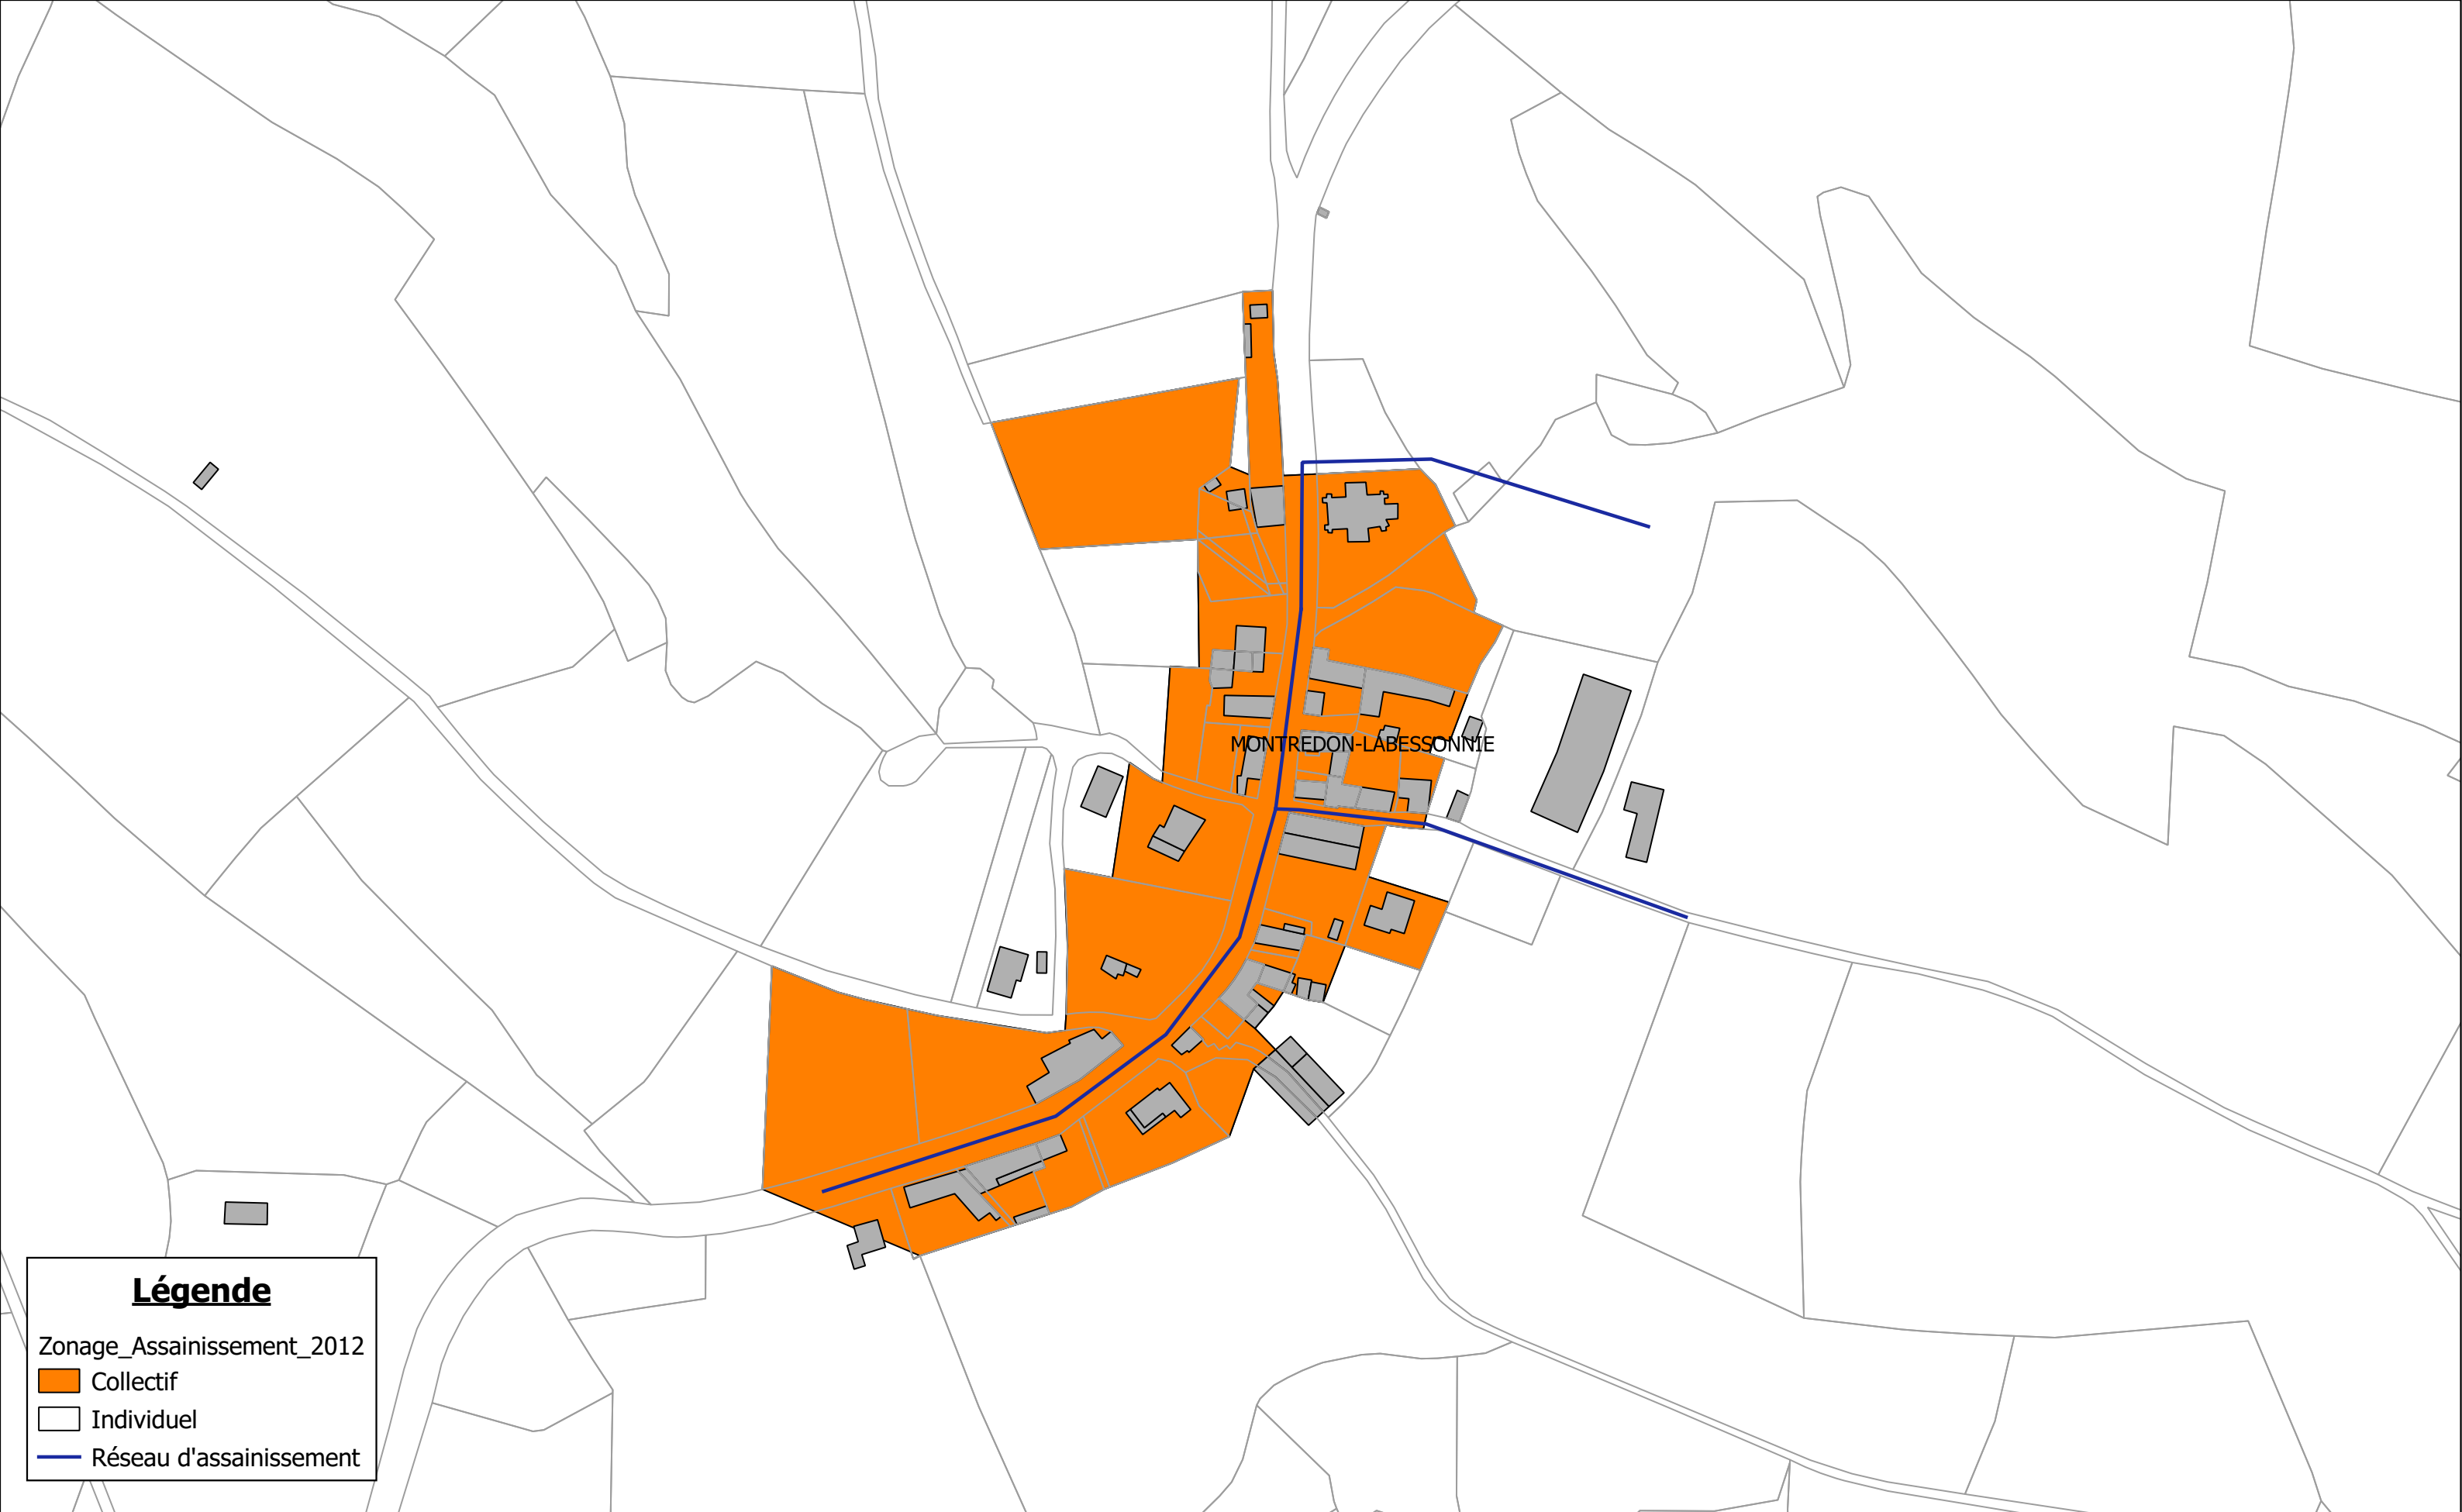 MONTREDON-LABESSONNIE
Légende
Zonage_Assainissement_2012
Collectif
Individuel
Réseau d'assainissement